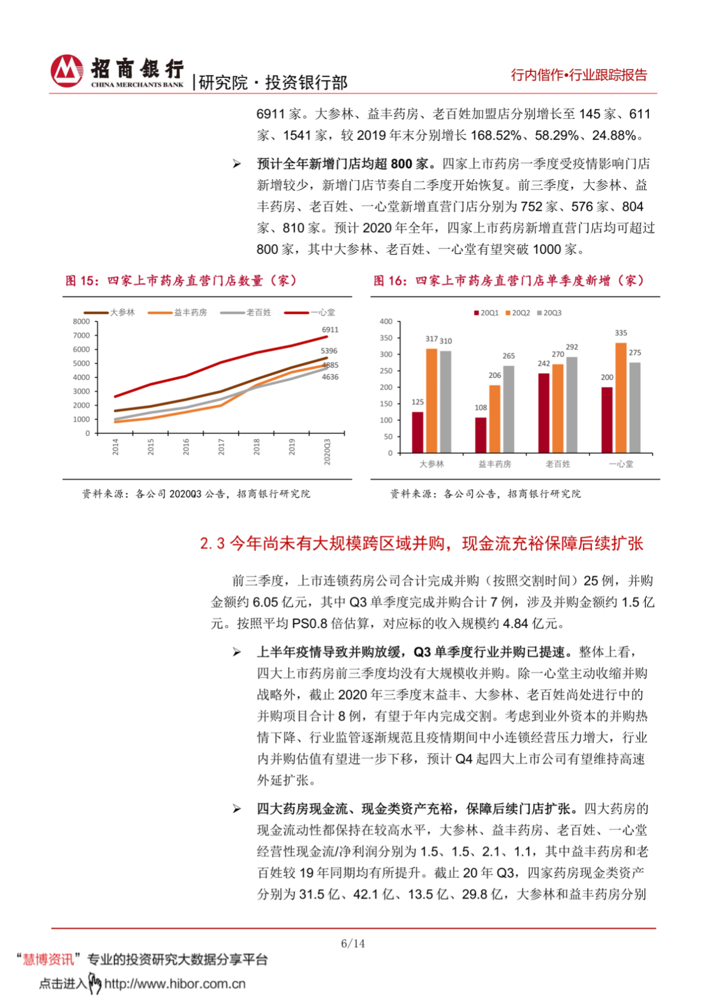 招商银行
CHINA MERCHANTS BANK
|研究院·投资银行部
行内偕作•行业跟踪报告
6911 家。大参林、益丰药房、老百姓加盟店分别增长至 145 家、611
家、1541 家，较 2019 年末分别增长 168.52%、58.29%、24.88%。
➢ 预计全年新增门店均超 800 家。四家上市药房一季度受疫情影响门店
新增较少，新增门店节奏自二季度开始恢复。前三季度，大参林、益
丰药房、老百姓、一心堂新增直营门店分别为 752 家、576 家、804
家、810 家。预计 2020 年全年，四家上市药房新增直营门店均可超过
800 家，其中大参林、老百姓、一心堂有望突破 1000 家。
图 15：四家上市药房直营门店数量（家）
大参林 益丰药房 老百姓 一心堂
8000
7000
6000
5000
4000
3000
2000
1000
0
6911
5396
4885
4636
2014 2015 2016 2017 2018 2019 2020Q3
资料来源：各公司 2020Q3 公告，招商银行研究院
图 16：四家上市药房直营门店单季度新增（家）
20Q1 20Q2 20Q3
400
350
300
250
200
150
100
50
0
125 317 310
108 206 265
242 270 292
200 335 275
大参林 益丰药房 老百姓 一心堂
资料来源：各公司公告，招商银行研究院
2.3 今年尚未有大规模跨区域并购，现金流充裕保障后续扩张
前三季度，上市连锁药房公司合计完成并购（按照交割时间）25 例，并购
金额约 6.05 亿元，其中 Q3 单季度完成并购合计 7 例，涉及并购金额约 1.5 亿
元。按照平均 PS0.8 倍估算，对应标的收入规模约 4.84 亿元。
➢ 上半年疫情导致并购放缓，Q3 单季度行业并购已提速。整体上看，
四大上市药房前三季度均没有大规模收并购。除一心堂主动收缩并购
战略外，截止 2020 年三季度末益丰、大参林、老百姓尚处进行中的
并购项目合计 8 例，有望于年内完成交割。考虑到业外资本的并购热
情下降、行业监管逐渐规范且疫情期间中小连锁经营压力增大，行业
内并购估值有望进一步下移，预计 Q4 起四大上市公司有望维持高速
外延扩张。
➢ 四大药房现金流、现金类资产充裕，保障后续门店扩张。四大药房的
现金流动性都保持在较高水平，大参林、益丰药房、老百姓、一心堂
经营性现金流/净利润分别为 1.5、1.5、2.1、1.1，其中益丰药房和老
百姓较 19 年同期均有所提升。截止 20 年 Q3，四家药房现金类资产
分别为 31.5 亿、42.1 亿、13.5 亿、29.8 亿，大参林和益丰药房分别
6/14
“慧博资讯”专业的投资研究大数据分享平台
点击进入 http://www.hibor.com.cn